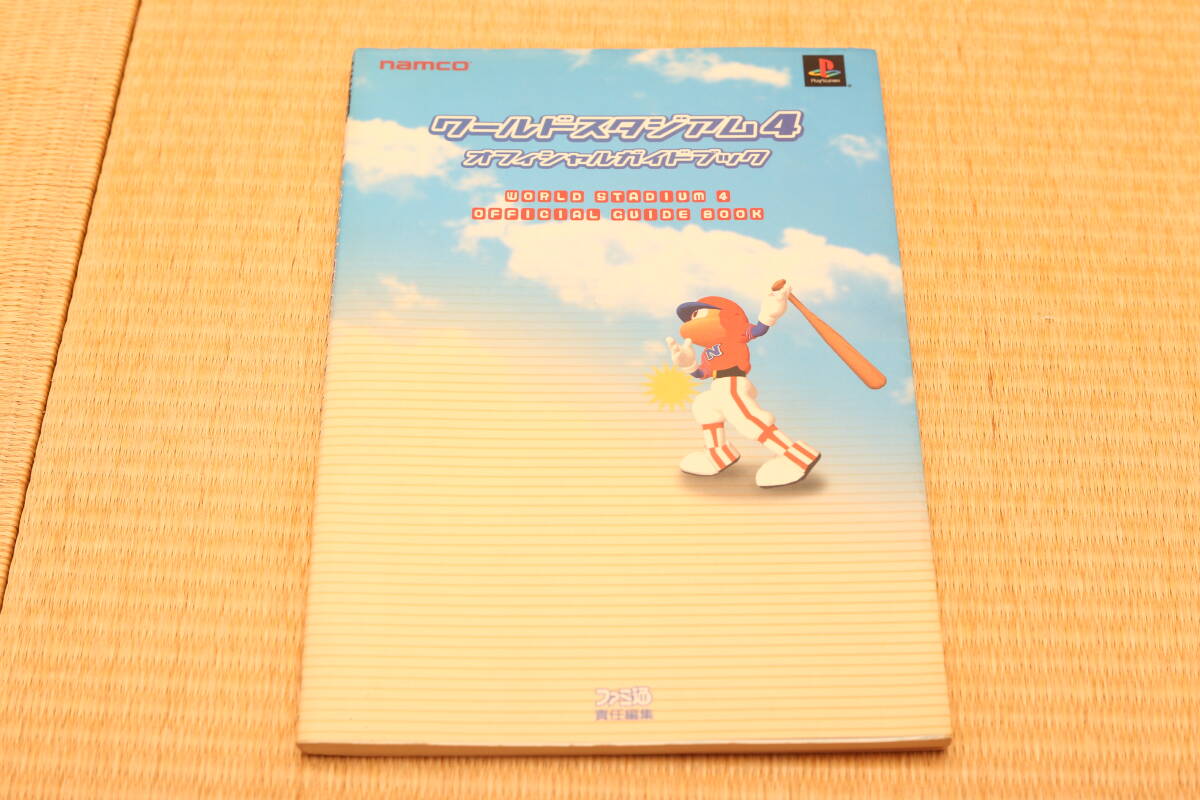 namco
PlayStation
ワールドスタジアム4
オフィシャルガイドブック
WORLD STADIUM 4
OFFICIAL GUIDE BOOK
N
ファミ通
責任編集